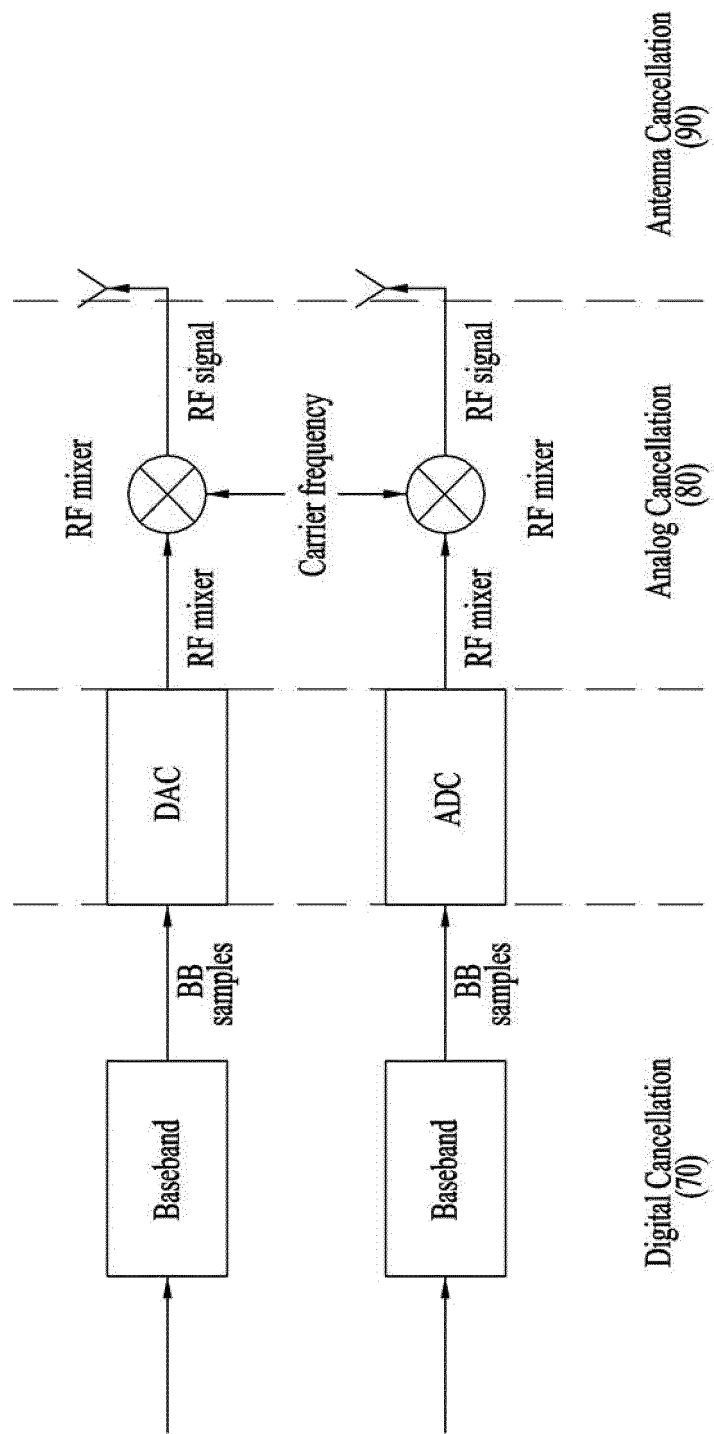 RF mixer
Baseband
BB
samples
DAC
RF mixer
RF signal
Carrier frequency
Baseband
BB
samples
ADC
RF mixer
RF signal
RF mixer
Digital Cancellation
(70)
Analog Cancellation
(80)
Antenna Cancellation
(90)